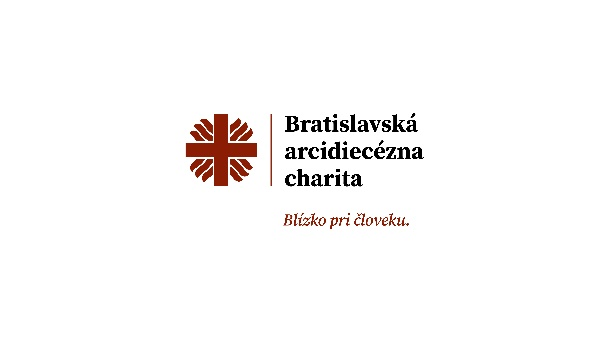 Bratislavská
arcidiecézna
charita
Blízko pri človeku.